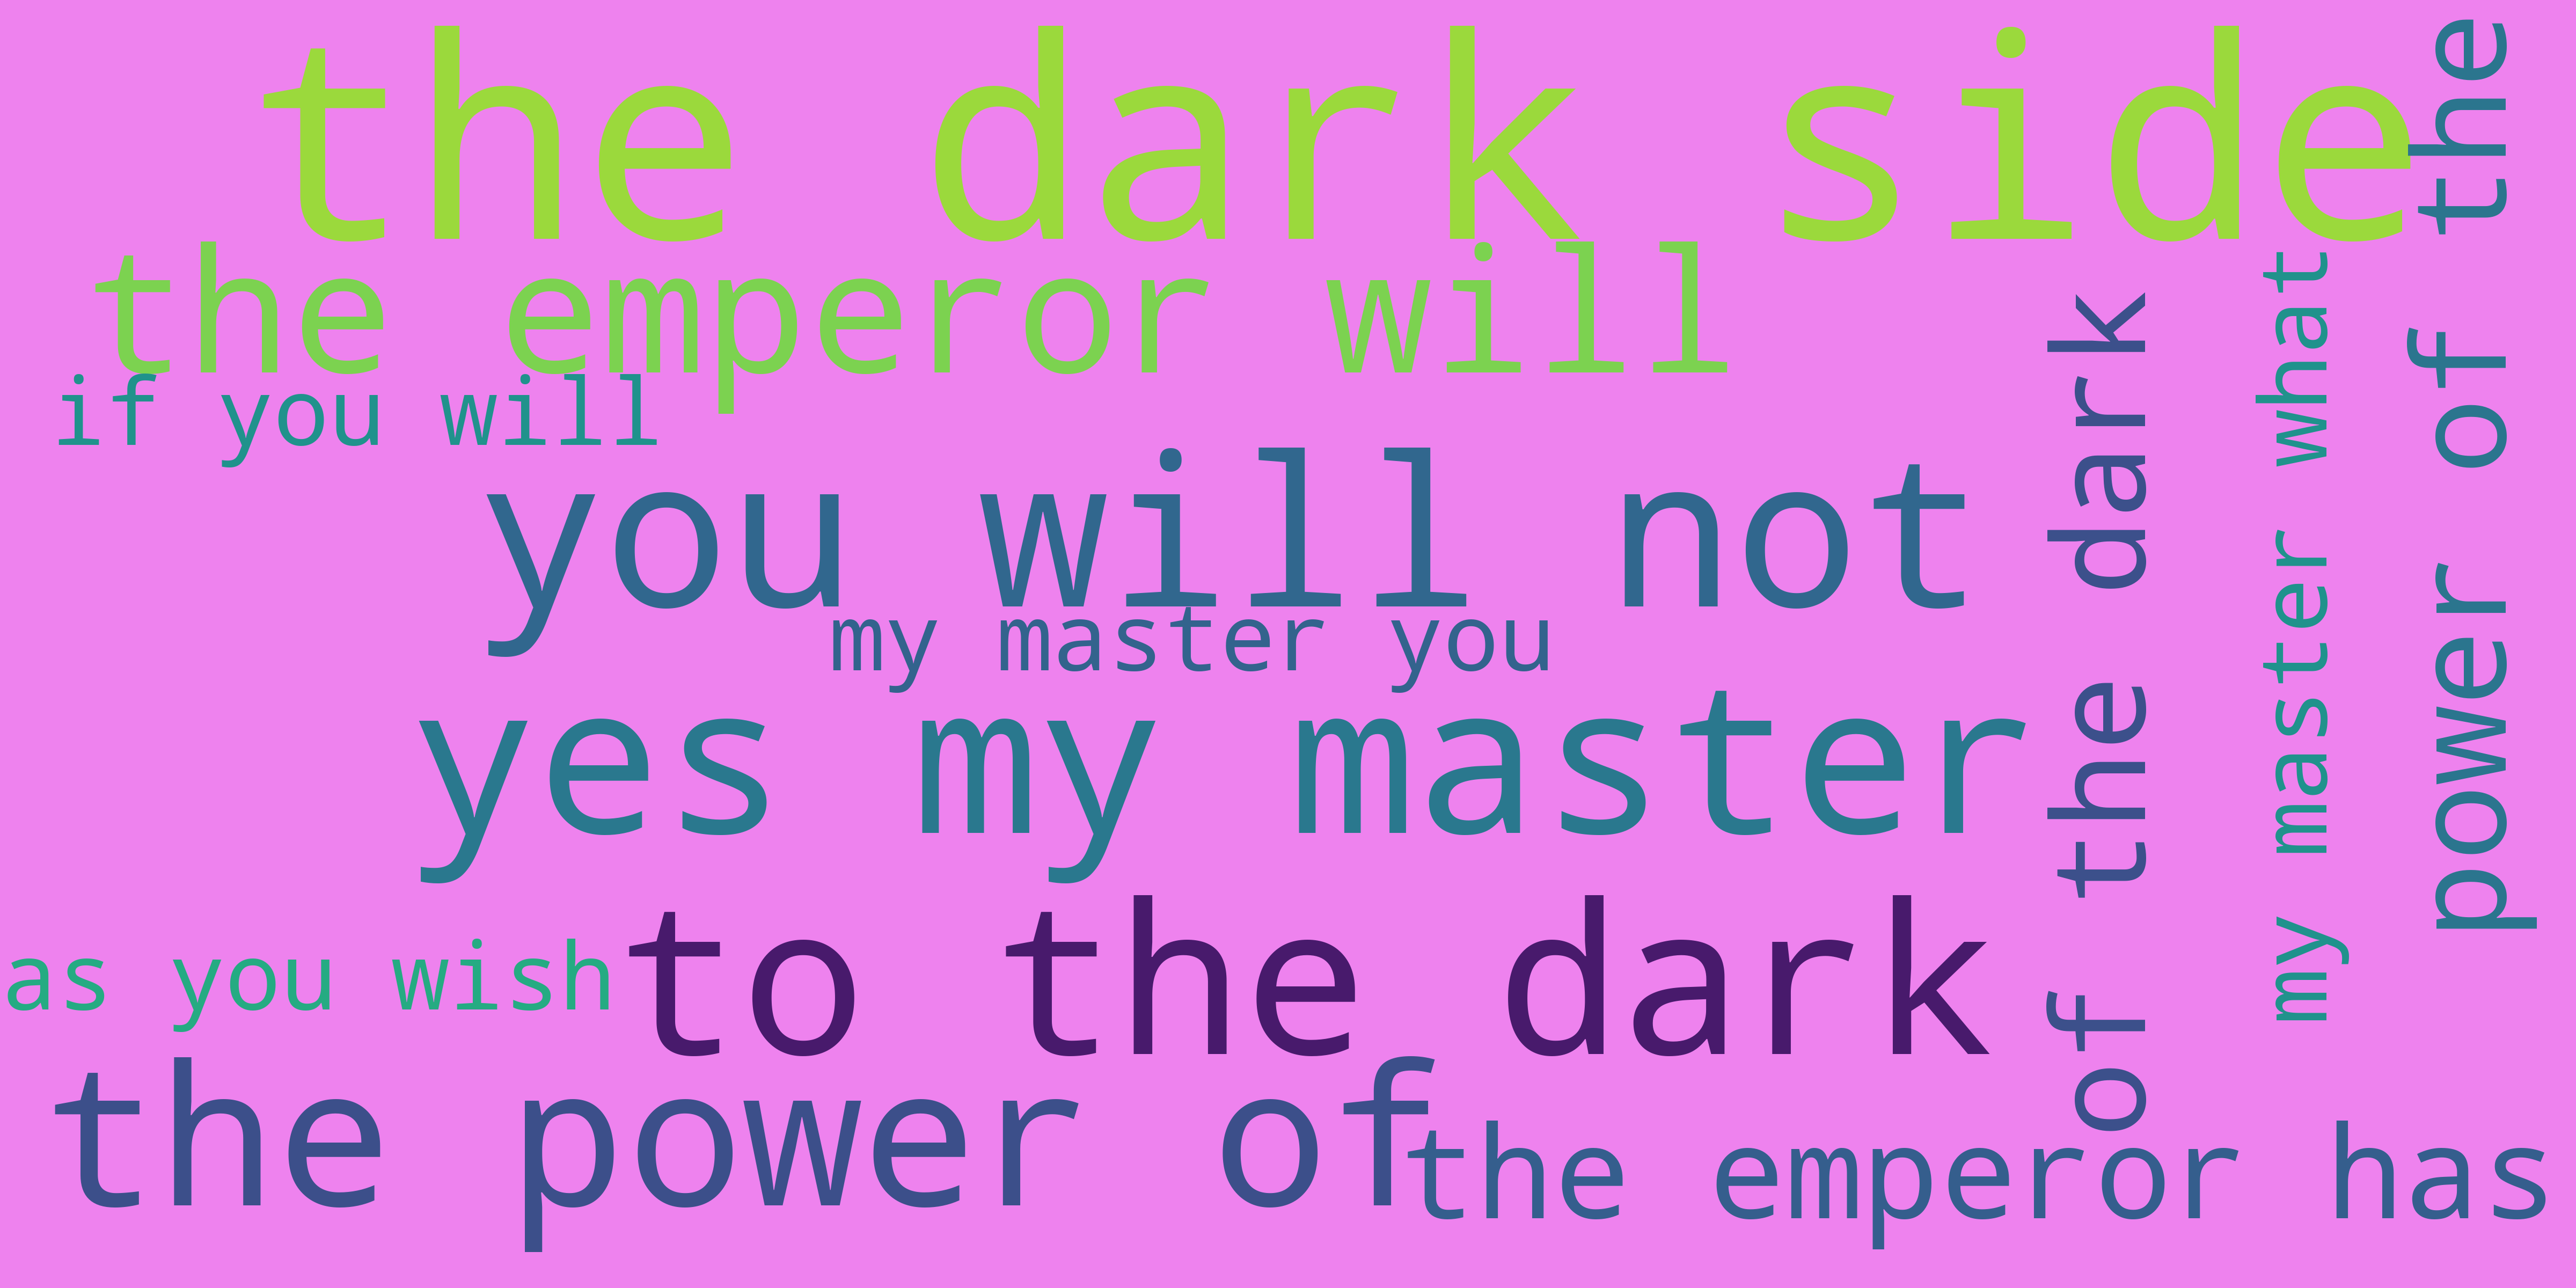 the dark side
the emperor will
if you will
you will not
my master you
yes my master
as you wish
to the dark
the power of
the emperor has
of the dark
my master what
power of the